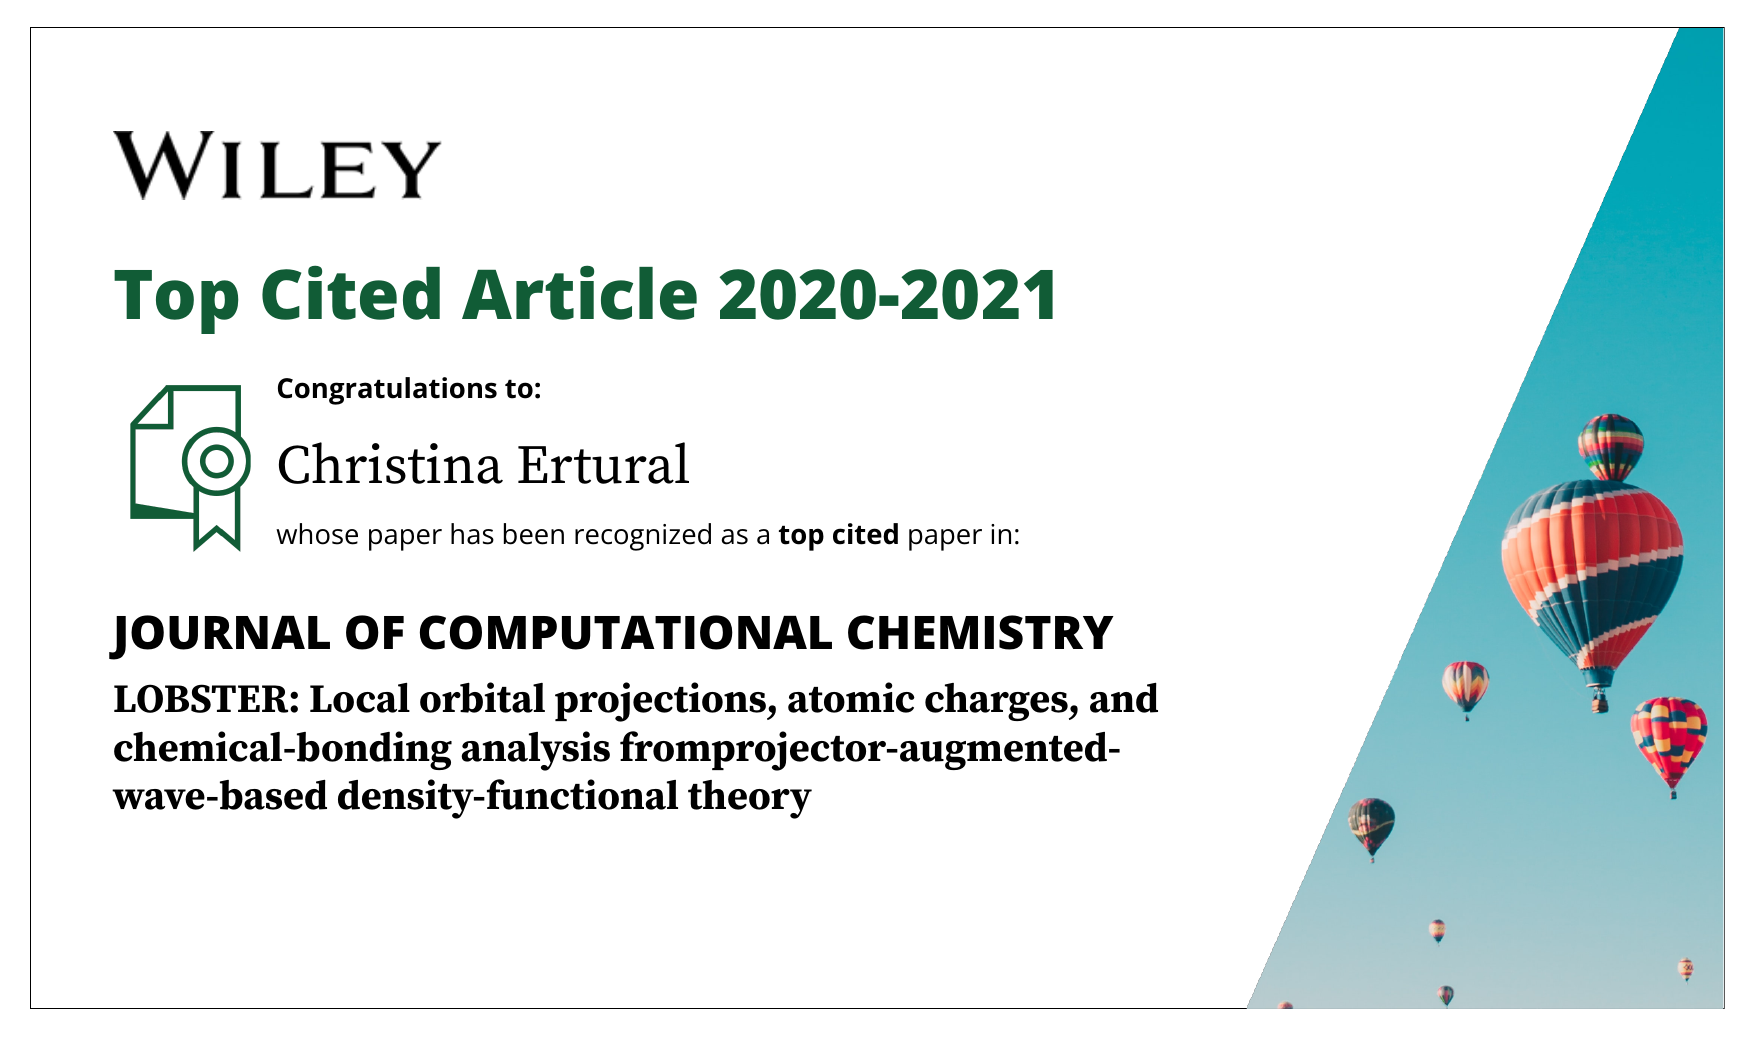 WILEY
Top Cited Article 2020-2021
Congratulations to:
Christina Ertural
whose paper has been recognized as a top cited paper in:
JOURNAL OF COMPUTATIONAL CHEMISTRY
LOBSTER: Local orbital projections, atomic charges, and
chemical-bonding analysis fromprojector-augmented-
wave-based density-functional theory